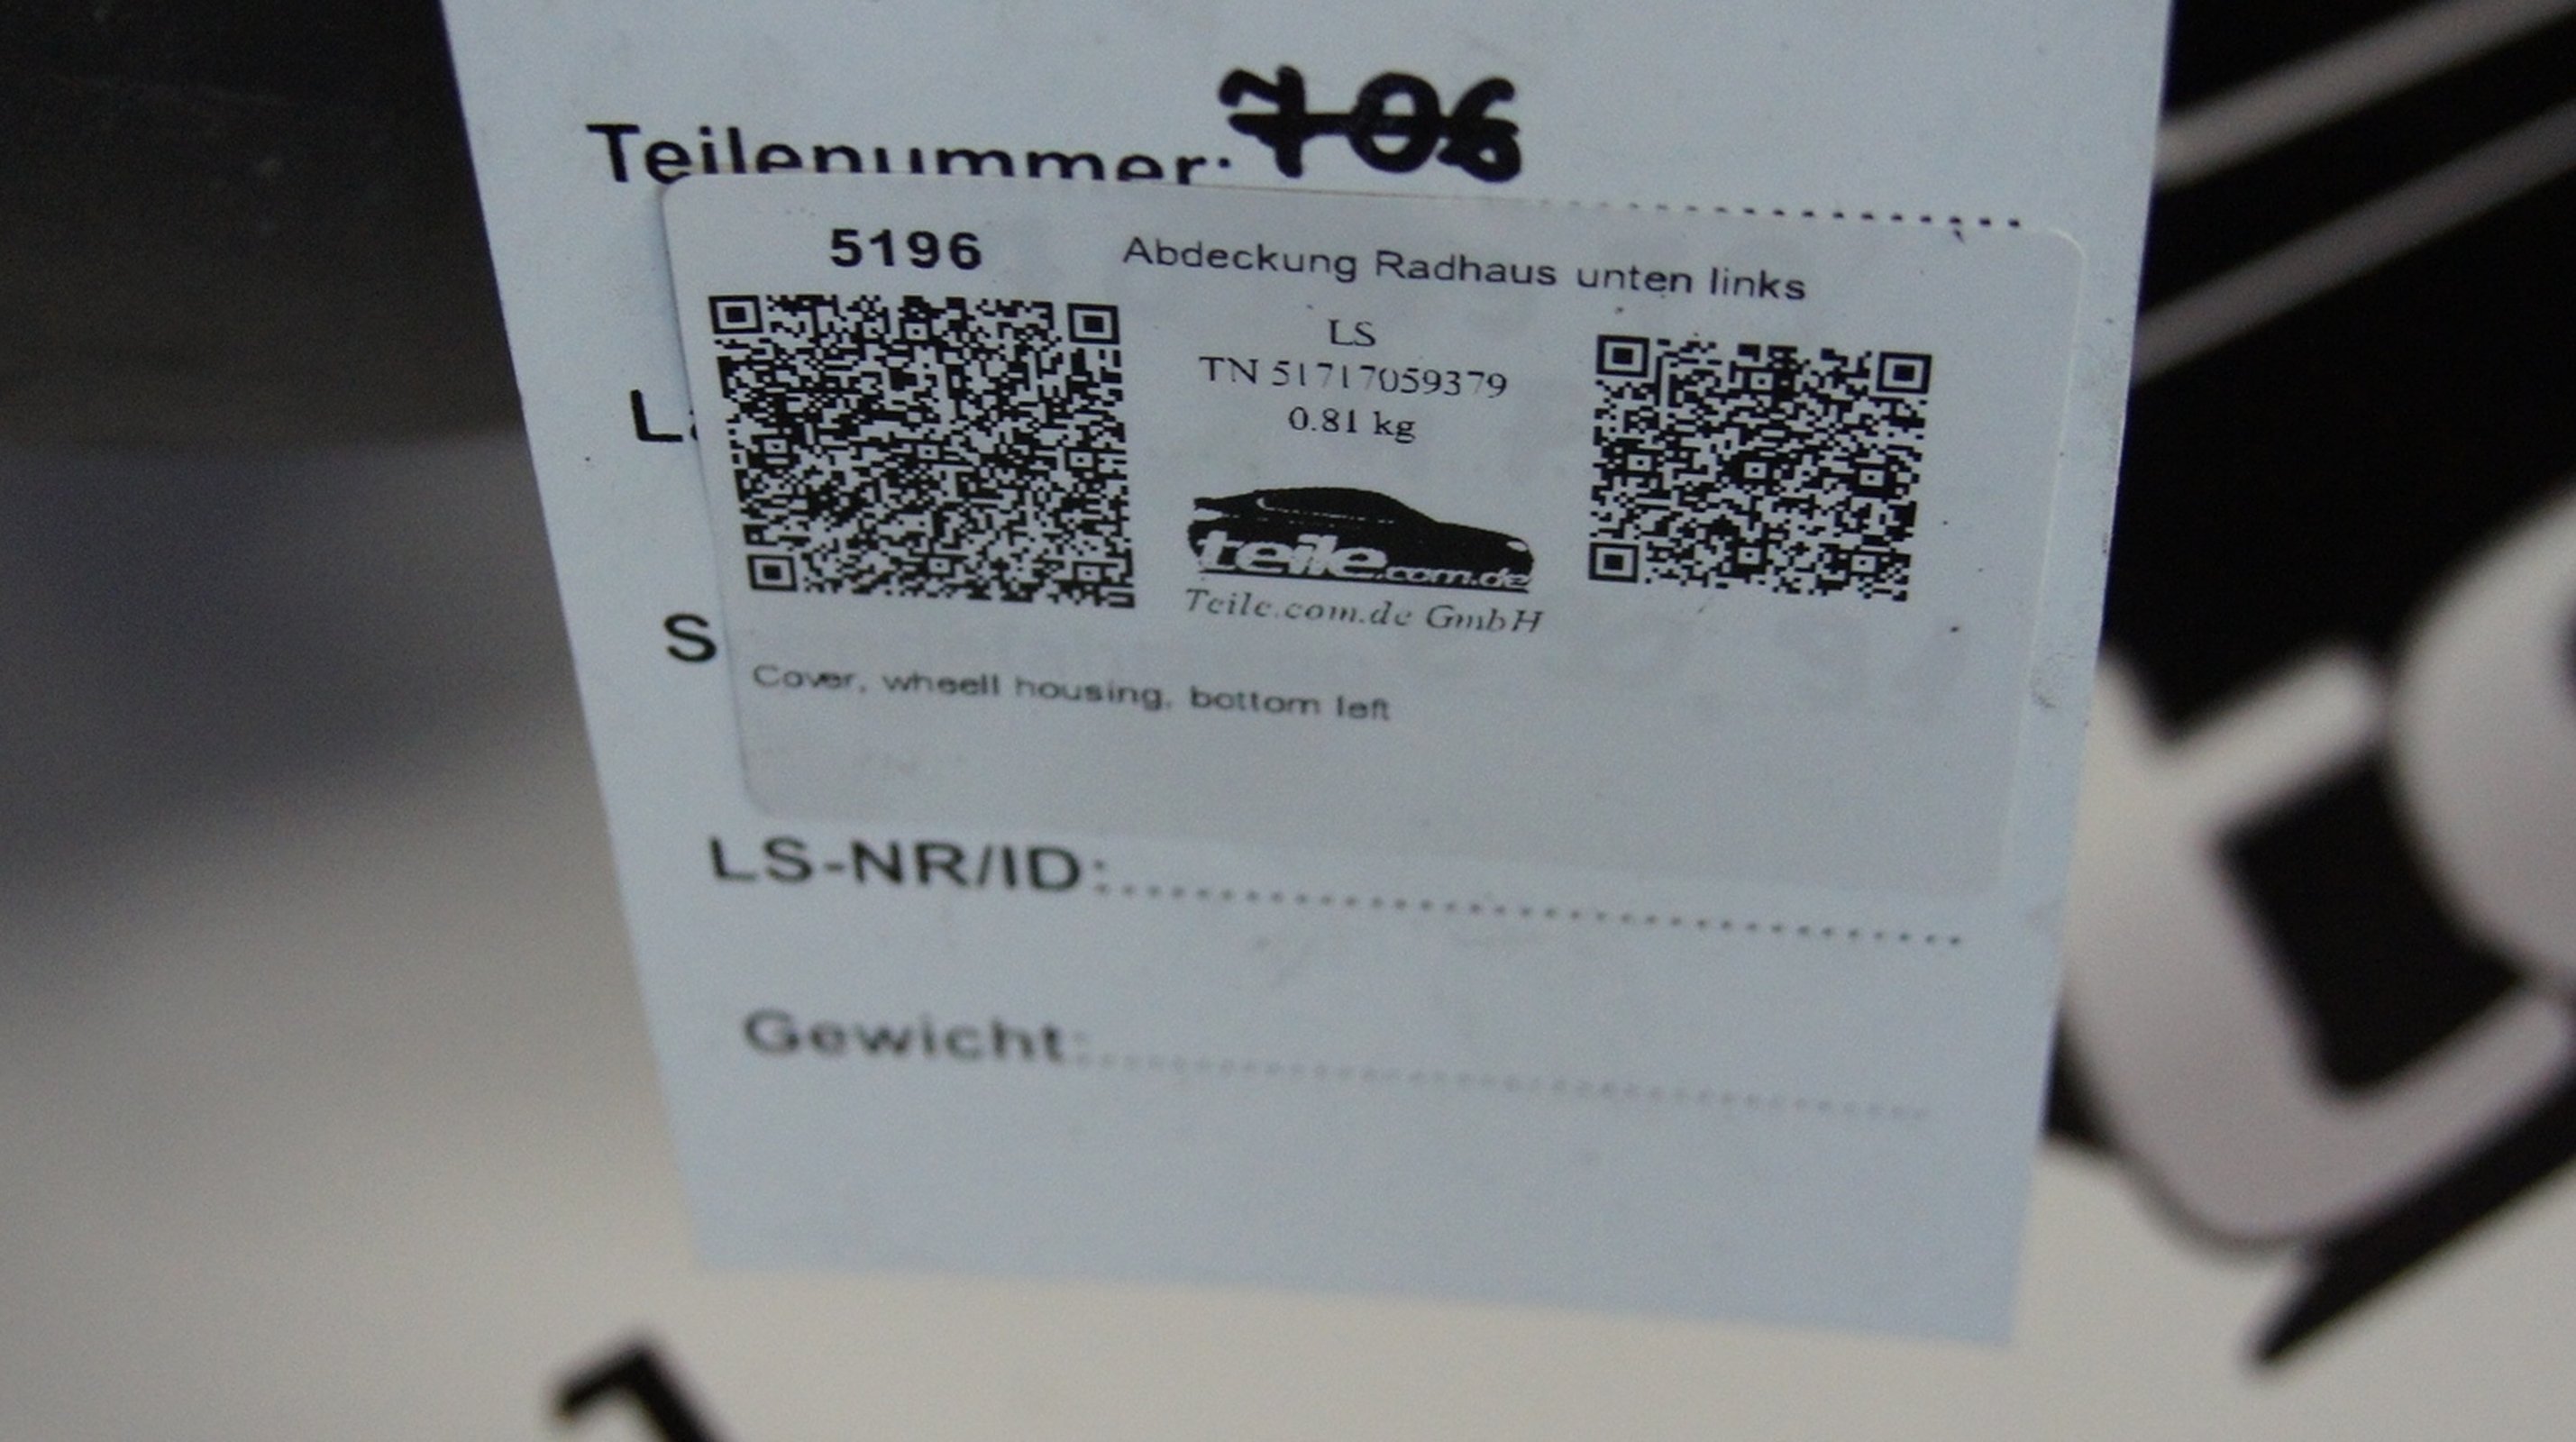 706
Teilenummer:
5196
Abdeckung Radhaus unten links
LS
TN 51717059379
0.81 kg
teile.com.de
Teile.com.de GmbH
Cover, wheell housing, bottom left
S
LS-NR/ID:
Gewicht: